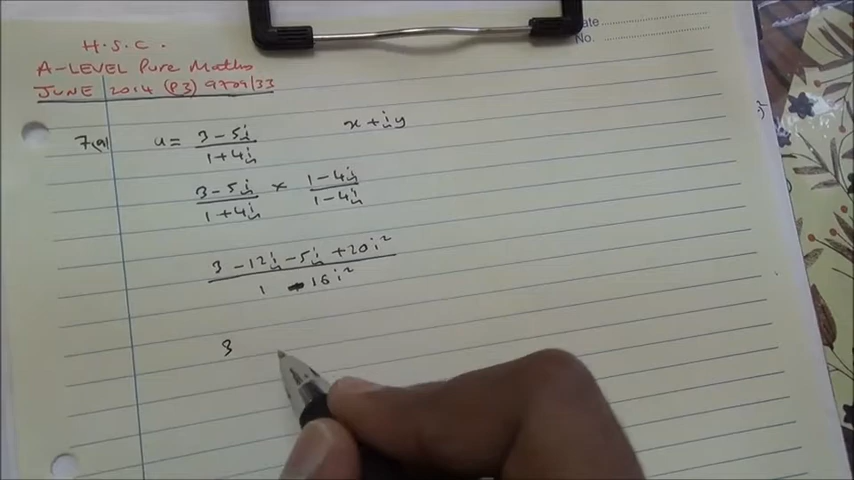 Date
No.
H.S.C.
A-LEVEL Pure Maths
JUNE 2014 (P3) 9709/33
7(a) u = 3-5i / 1+4i x + iy
3-5i / 1+4i × 1-4i / 1-4i
3 -12i -5i +20i² / 1 - 16i²
3